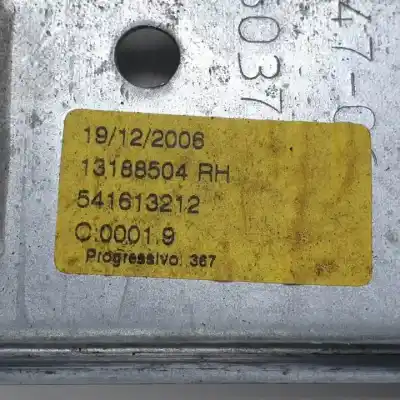 19/12/2006
13188504 RH
541613212
C.0001.9
Progressivo: 367